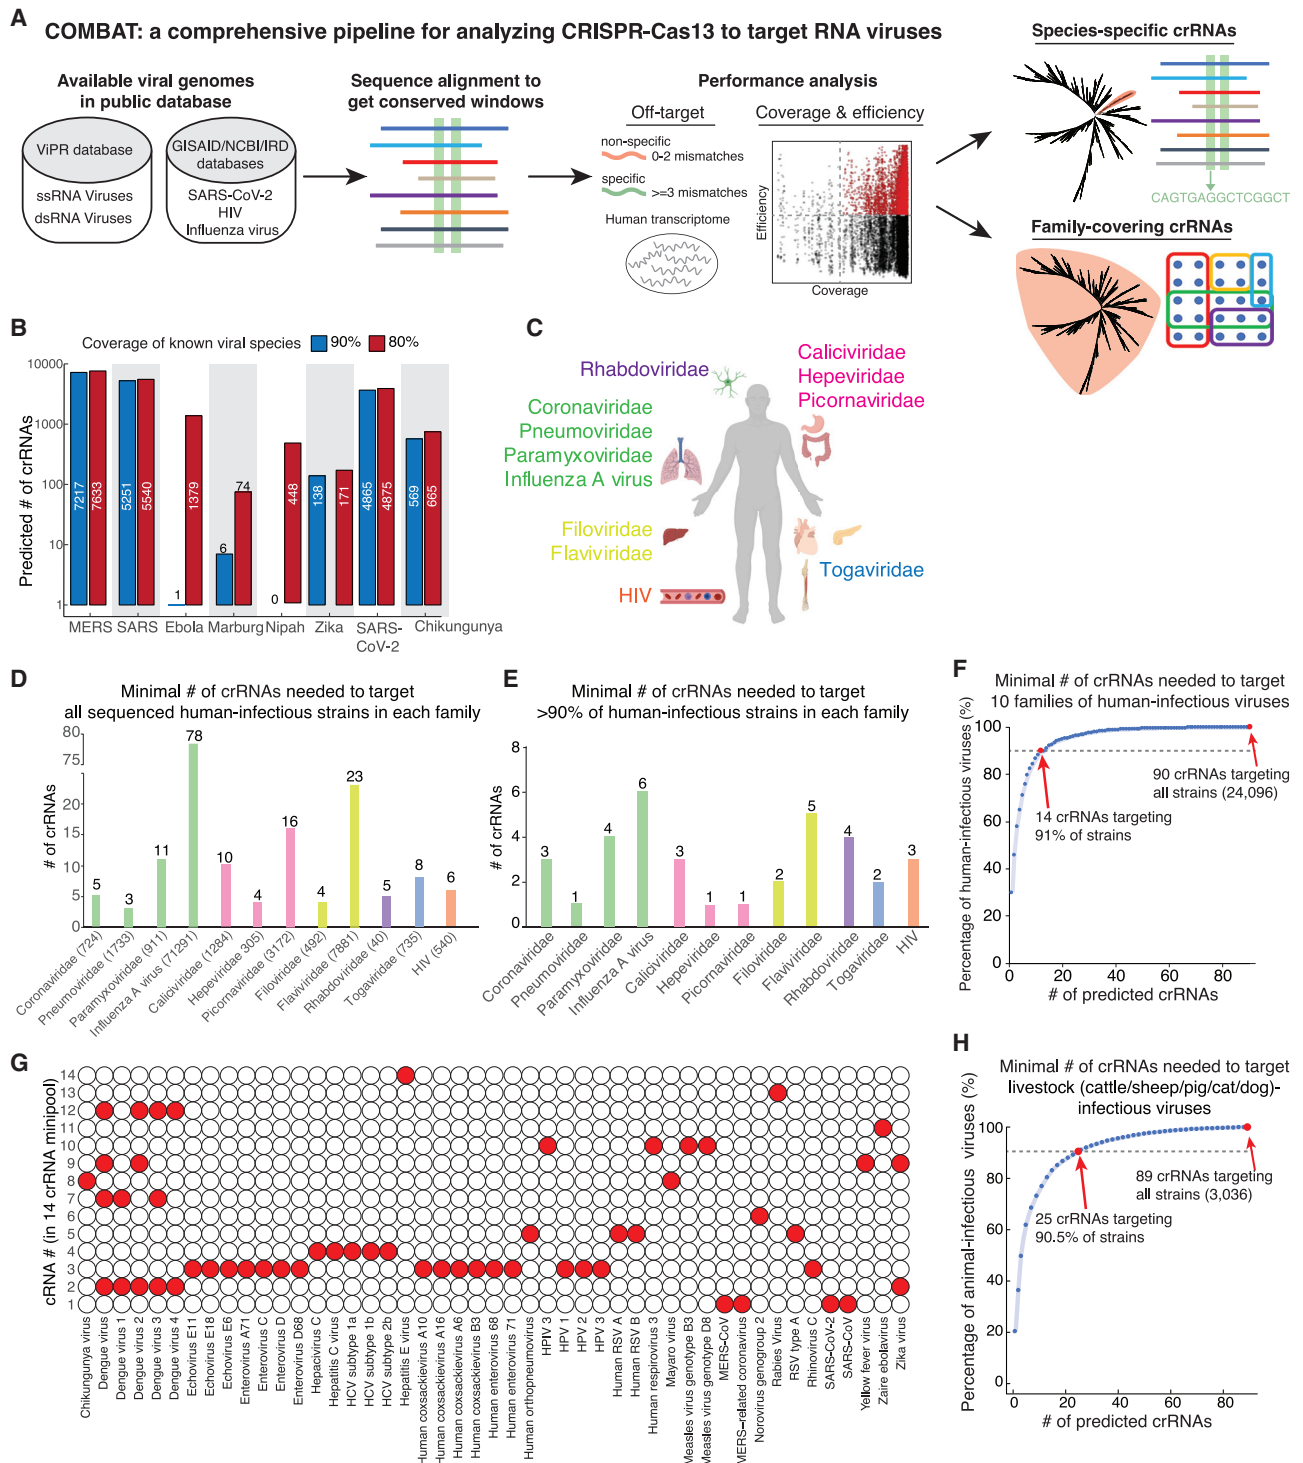 A
COMBAT: a comprehensive pipeline for analyzing CRISPR-Cas13 to target RNA viruses
Available viral genomes
in public database
ViPR database
ssRNA Viruses
dsRNA Viruses
GISAID/NCBI/IRD
databases
SARS-CoV-2
HIV
Influenza virus
Sequence alignment to
get conserved windows
Performance analysis
Off-target
non-specific
0-2 mismatches
specific
>=3 mismatches
Human transcriptome
Coverage & efficiency
Efficiency
Coverage
Species-specific crRNAs
CAGTGAGGCTCGGCT
Family-covering crRNAs
B
Coverage of known viral species
90%
80%
Predicted # of crRNAs
10000
1000
100
10
1
7217
7633
5251
5540
1
1379
6
74
0
448
138
171
4865
4875
569
665
MERS
SARS
Ebola
Marburg
Nipah
Zika
SARS-
CoV-2
Chikungunya
C
Rhabdoviridae
Caliciviridae
Hepeviridae
Picornaviridae
Coronaviridae
Pneumoviridae
Paramyxoviridae
Influenza A virus
Filoviridae
Flaviviridae
HIV
Togaviridae
D
Minimal # of crRNAs needed to target
all sequenced human-infectious strains in each family
# of crRNAs
80
75
20
15
10
5
0
5
3
11
78
10
4
16
4
23
5
8
6
Coronaviridae (724)
Pneumoviridae (1733)
Paramyxoviridae (911)
Influenza A virus (71291)
Caliciviridae (1284)
Hepeviridae (305)
Picornaviridae (3172)
Filoviridae (492)
Flaviviridae (7881)
Rhabdoviridae (40)
Togaviridae (735)
HIV (540)
E
Minimal # of crRNAs needed to target
>90% of human-infectious strains in each family
# of crRNAs
8
6
4
2
0
3
1
4
6
3
1
1
2
5
4
2
3
Coronaviridae
Pneumoviridae
Paramyxoviridae
Influenza A virus
Caliciviridae
Hepeviridae
Picornaviridae
Filoviridae
Flaviviridae
Rhabdoviridae
Togaviridae
HIV
F
Minimal # of crRNAs needed to target
10 families of human-infectious viruses
Percentage of human-infectious viruses (%)
100
80
60
40
20
0
90 crRNAs targeting
all strains (24,096)
14 crRNAs targeting
91% of strains
0
20
40
60
80
# of predicted crRNAs
G
cRNA # (in 14 crRNA minipool)
14
13
12
11
10
9
8
7
6
5
4
3
2
1
Chikungunya virus
Dengue virus
Dengue virus 1
Dengue virus 2
Dengue virus 3
Dengue virus 4
Echovirus E11
Echovirus E18
Echovirus E6
Enterovirus A71
Enterovirus C
Enterovirus D
Enterovirus D68
Hepacivirus C
Hepatitis C virus
HCV subtype 1a
HCV subtype 1b
HCV subtype 2b
Hepatitis E virus
Human coxsackievirus A10
Human coxsackievirus A16
Human coxsackievirus A6
Human coxsackievirus B3
Human enterovirus 68
Human enterovirus 71
Human orthopneumovirus
HPIV 3
HPV 1
HPV 2
HPV 3
Human RSV A
Human RSV B
Human respirovirus 3
Mayaro virus
Measles virus genotype B3
Measles virus genotype D8
MERS-CoV
MERS−related coronavirus
Norovirus genogroup 2
Rabies Virus
RSV type A
Rhinovirus C
SARS-CoV-2
SARS-CoV
Yellow fever virus
Zaire ebolavirus
Zika virus
H
Minimal # of crRNAs needed to target
livestock (cattle/sheep/pig/cat/dog)-
infectious viruses
Percentage of animal-infectious viruses (%)
100
80
60
40
20
0
89 crRNAs targeting
all strains (3,036)
25 crRNAs targeting
90.5% of strains
0
20
40
60
80
# of predicted crRNAs